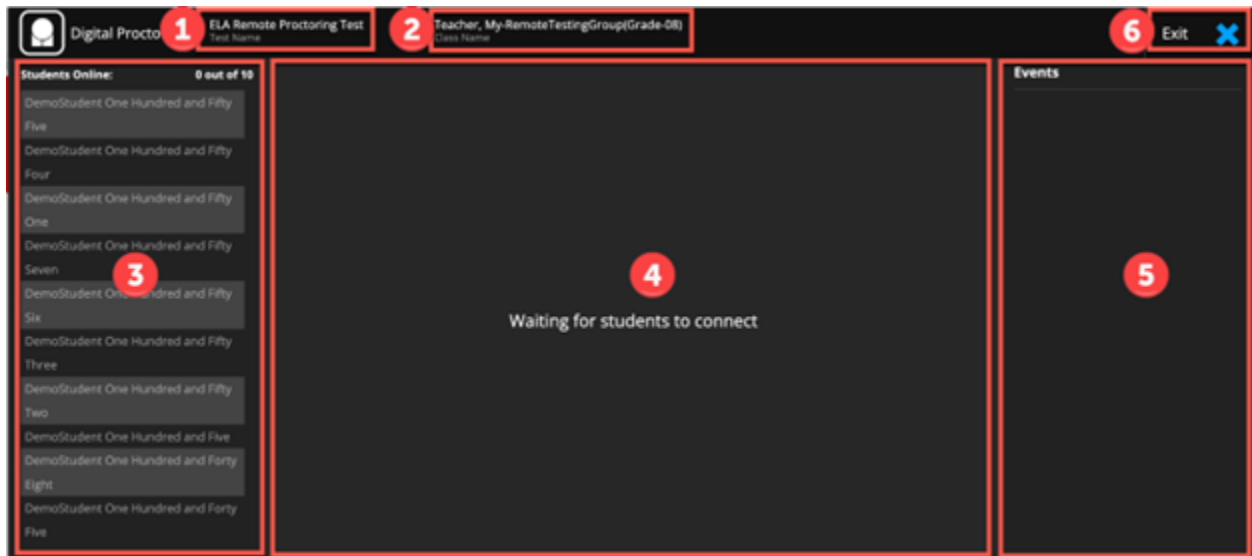 Digital Procto
1
ELA Remote Proctoring Test
Test Name
2
Teacher, My-RemoteTestingGroup(Grade-08)
Class Name
6
Exit
Students Online:
0 out of 10
DemoStudent One Hundred and Fifty
Five
DemoStudent One Hundred and Fifty
Four
DemoStudent One Hundred and Fifty
One
DemoStudent One Hundred and Fifty
Seven
3
DemoStudent One Hundred and Fifty
Six
DemoStudent One Hundred and Fifty
Three
DemoStudent One Hundred and Fifty
Two
DemoStudent One Hundred and Five
DemoStudent One Hundred and Forty
Eight
DemoStudent One Hundred and Forty
Five
4
Waiting for students to connect
Events
5